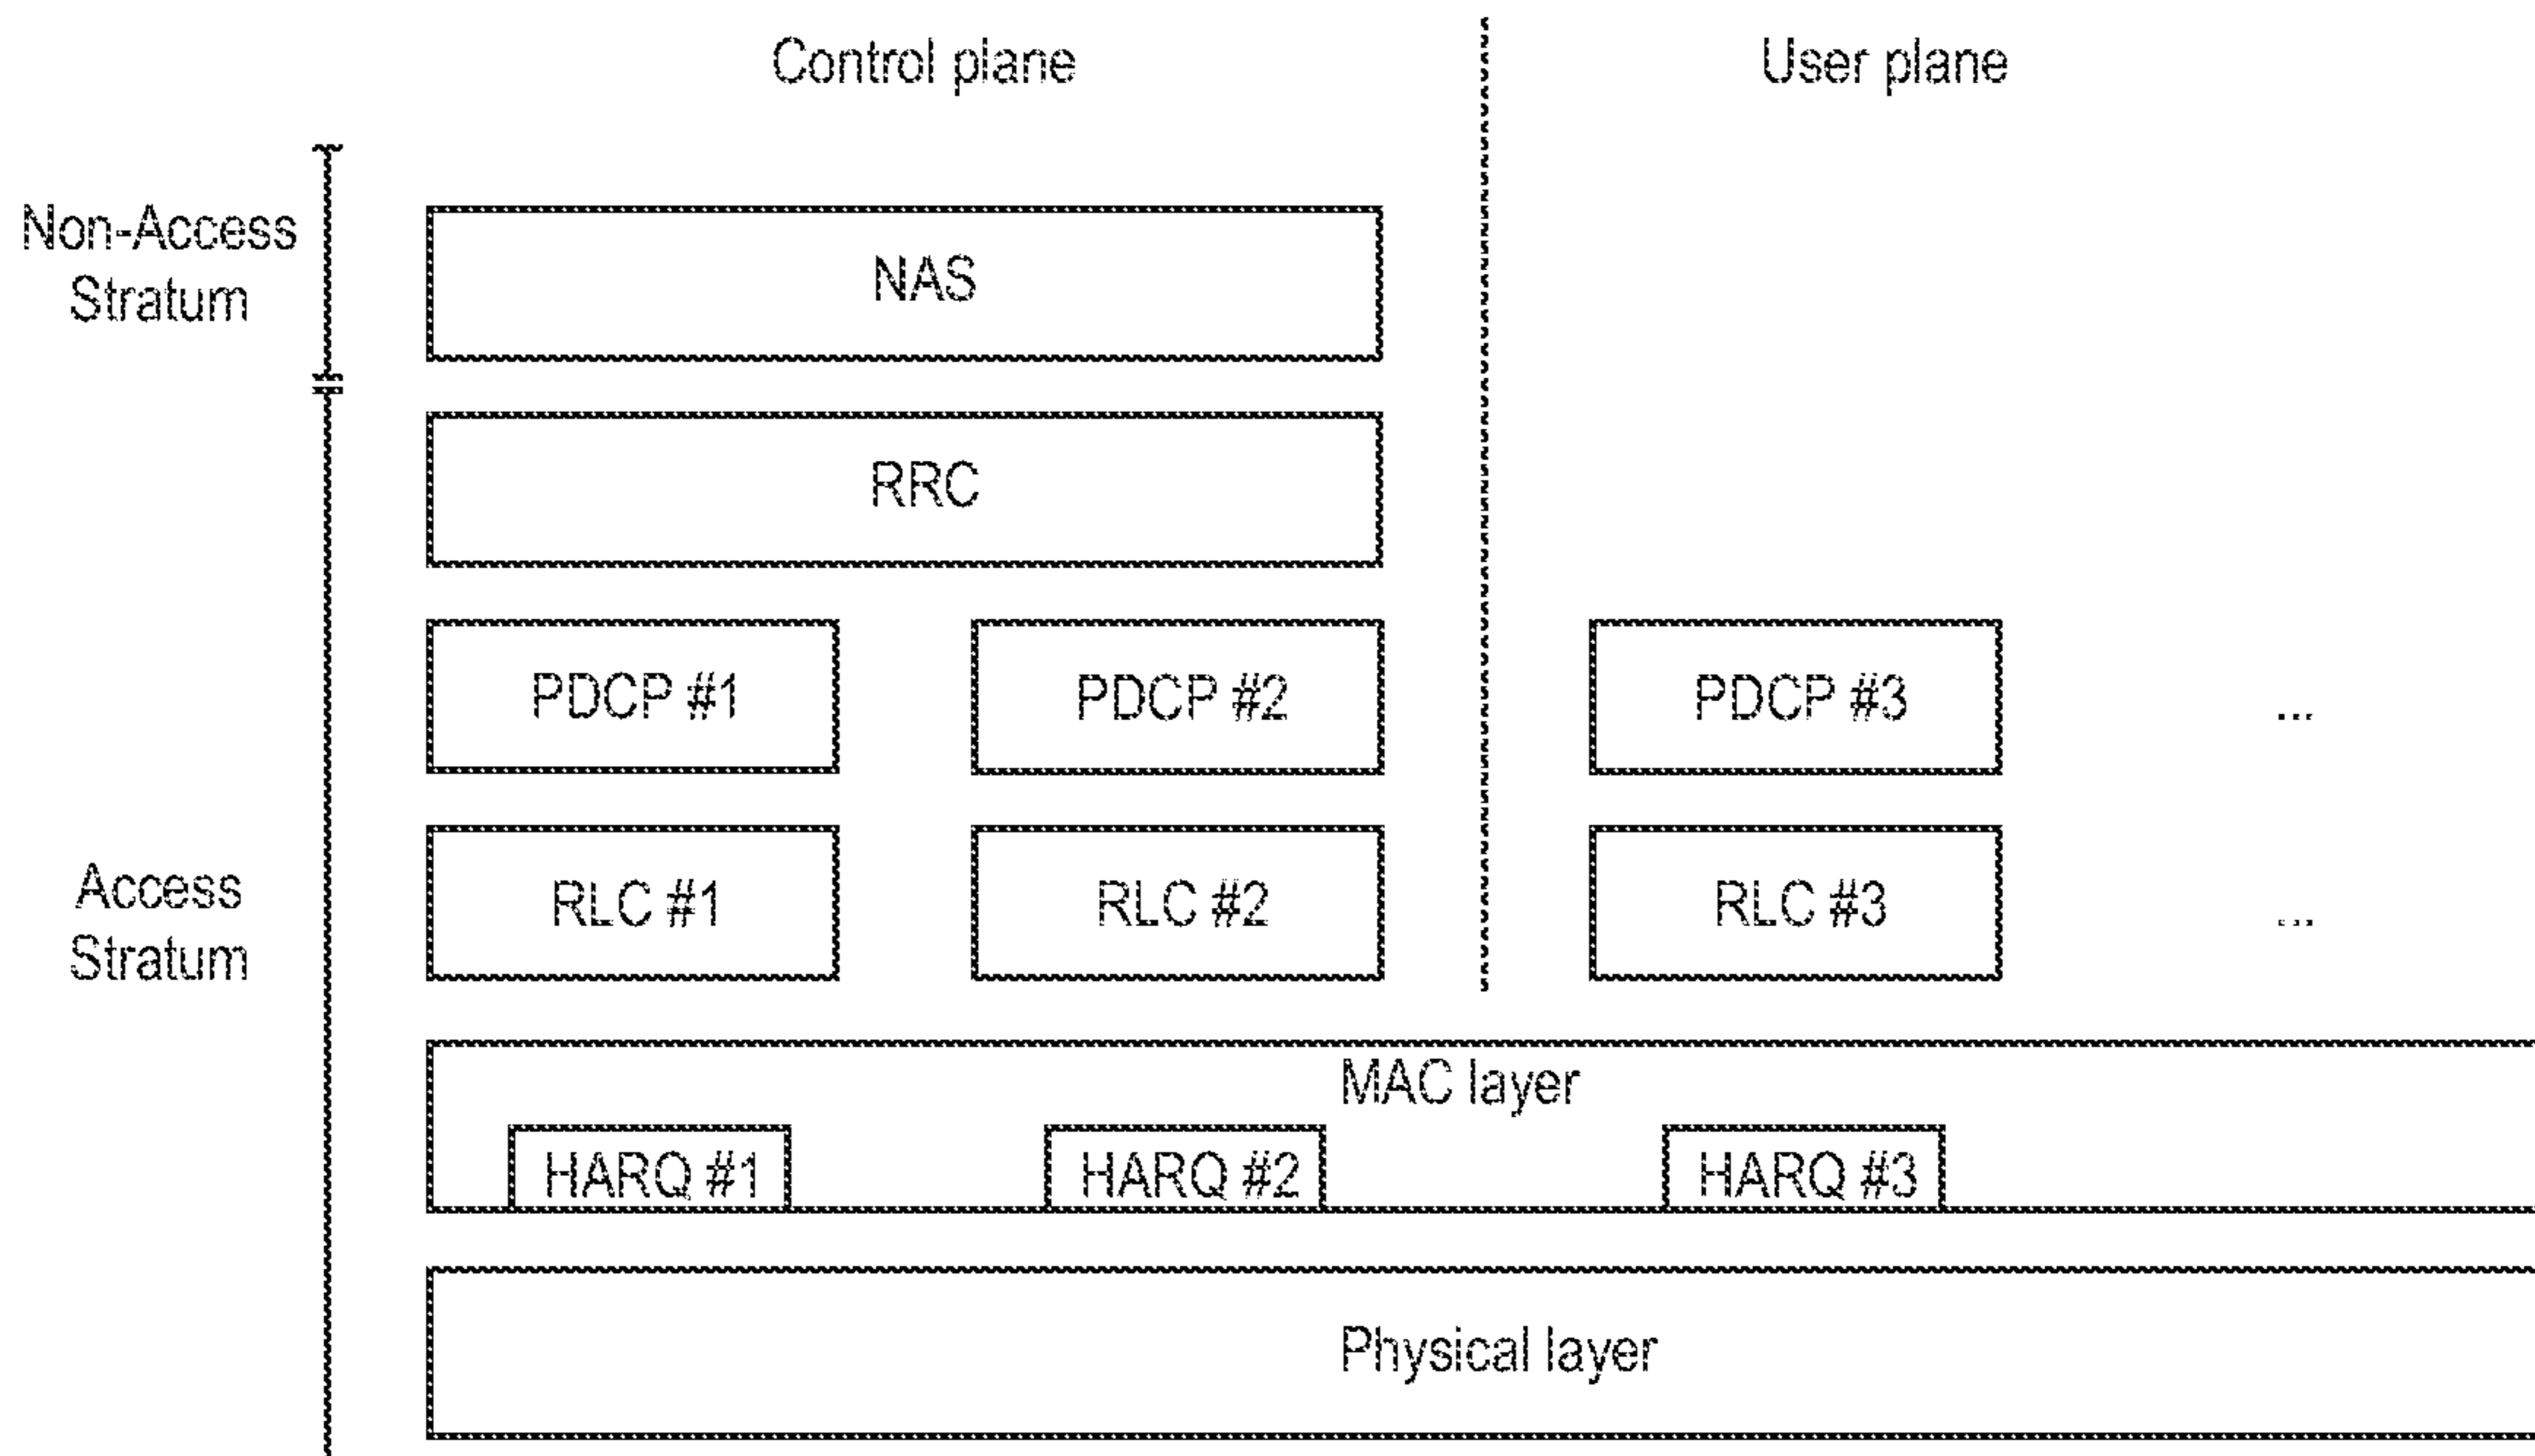 Control plane
User plane
Non-Access
Stratum
NAS
RRC
PDCP #1
PDCP #2
PDCP #3
...
Access
Stratum
RLC #1
RLC #2
RLC #3
...
MAC layer
HARQ #1
HARQ #2
HARQ #3
Physical layer